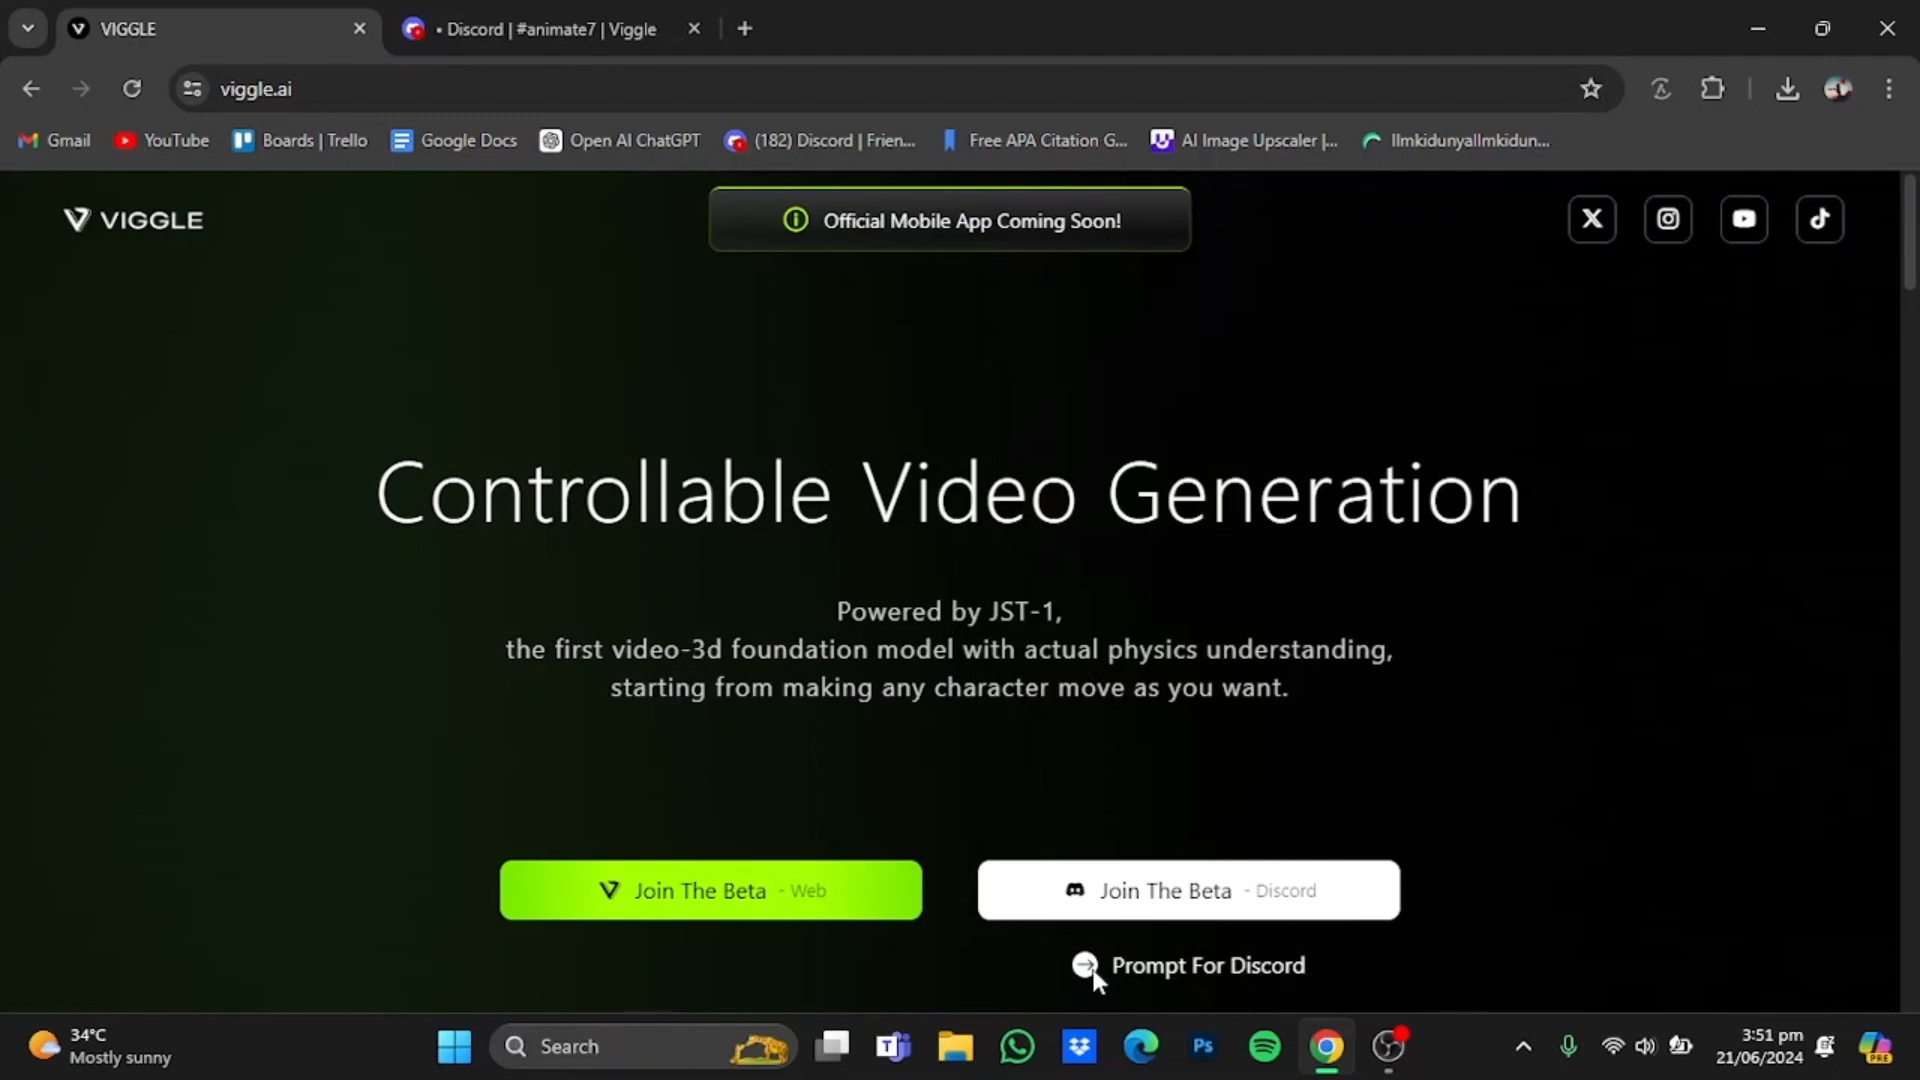 VIGGLE
• Discord | #animate7 | Viggle
viggle.ai
Gmail
YouTube
Boards | Trello
Google Docs
Open AI ChatGPT
(182) Discord | Frien...
Free APA Citation G...
AI Image Upscaler |...
Ilmkidunyallmkidun...
VIGGLE
Official Mobile App Coming Soon!
Controllable Video Generation
Powered by JST-1,
the first video-3d foundation model with actual physics understanding,
starting from making any character move as you want.
Join The Beta - Web
Join The Beta - Discord
Prompt For Discord
34°C
Mostly sunny
Search
Ps
3:51 pm
21/06/2024
PRE